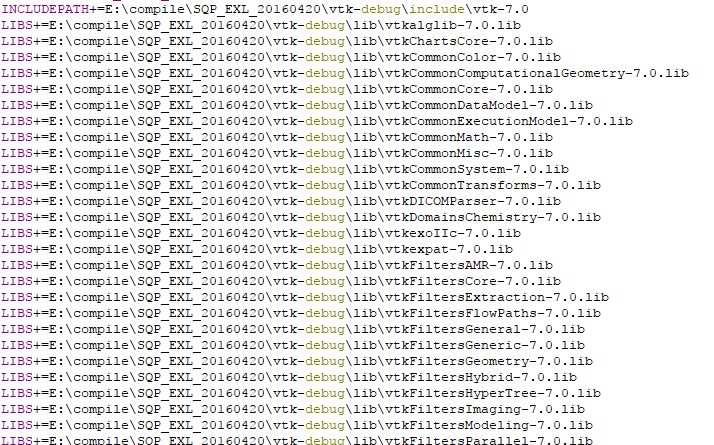 INCLUDEPATH+=E:\compile\SQP_EXL_20160420\vtk-debug\include\vtk-7.0
LIBS+=E:\compile\SQP_EXL_20160420\vtk-debug\lib\vtkalglib-7.0.lib
LIBS+=E:\compile\SQP_EXL_20160420\vtk-debug\lib\vtkChartsCore-7.0.lib
LIBS+=E:\compile\SQP_EXL_20160420\vtk-debug\lib\vtkCommonColor-7.0.lib
LIBS+=E:\compile\SQP_EXL_20160420\vtk-debug\lib\vtkCommonComputationalGeometry-7.0.lib
LIBS+=E:\compile\SQP_EXL_20160420\vtk-debug\lib\vtkCommonCore-7.0.lib
LIBS+=E:\compile\SQP_EXL_20160420\vtk-debug\lib\vtkCommonDataModel-7.0.lib
LIBS+=E:\compile\SQP_EXL_20160420\vtk-debug\lib\vtkCommonExecutionModel-7.0.lib
LIBS+=E:\compile\SQP_EXL_20160420\vtk-debug\lib\vtkCommonMath-7.0.lib
LIBS+=E:\compile\SQP_EXL_20160420\vtk-debug\lib\vtkCommonMisc-7.0.lib
LIBS+=E:\compile\SQP_EXL_20160420\vtk-debug\lib\vtkCommonSystem-7.0.lib
LIBS+=E:\compile\SQP_EXL_20160420\vtk-debug\lib\vtkCommonTransforms-7.0.lib
LIBS+=E:\compile\SQP_EXL_20160420\vtk-debug\lib\vtkDICOMParser-7.0.lib
LIBS+=E:\compile\SQP_EXL_20160420\vtk-debug\lib\vtkDomainsChemistry-7.0.lib
LIBS+=E:\compile\SQP_EXL_20160420\vtk-debug\lib\vtkexoIIc-7.0.lib
LIBS+=E:\compile\SQP_EXL_20160420\vtk-debug\lib\vtkexpat-7.0.lib
LIBS+=E:\compile\SQP_EXL_20160420\vtk-debug\lib\vtkFiltersAMR-7.0.lib
LIBS+=E:\compile\SQP_EXL_20160420\vtk-debug\lib\vtkFiltersCore-7.0.lib
LIBS+=E:\compile\SQP_EXL_20160420\vtk-debug\lib\vtkFiltersExtraction-7.0.lib
LIBS+=E:\compile\SQP_EXL_20160420\vtk-debug\lib\vtkFiltersFlowPaths-7.0.lib
LIBS+=E:\compile\SQP_EXL_20160420\vtk-debug\lib\vtkFiltersGeneral-7.0.lib
LIBS+=E:\compile\SQP_EXL_20160420\vtk-debug\lib\vtkFiltersGeneric-7.0.lib
LIBS+=E:\compile\SQP_EXL_20160420\vtk-debug\lib\vtkFiltersGeometry-7.0.lib
LIBS+=E:\compile\SQP_EXL_20160420\vtk-debug\lib\vtkFiltersHybrid-7.0.lib
LIBS+=E:\compile\SQP_EXL_20160420\vtk-debug\lib\vtkFiltersHyperTree-7.0.lib
LIBS+=E:\compile\SQP_EXL_20160420\vtk-debug\lib\vtkFiltersImaging-7.0.lib
LIBS+=E:\compile\SQP_EXL_20160420\vtk-debug\lib\vtkFiltersModeling-7.0.lib
LIBS+=E:\compile\SQP_EXL_20160420\vtk-debug\lib\vtkFiltersParallel-7.0.lib